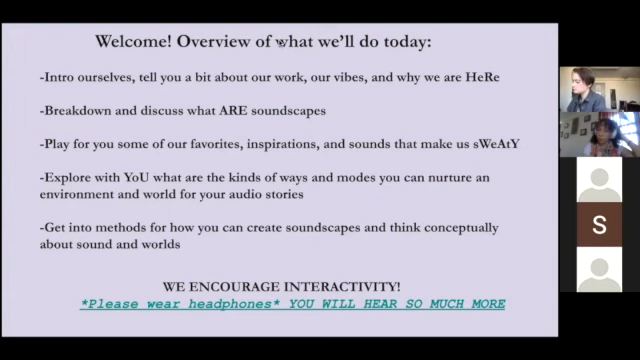 Welcome! Overview of what we'll do today:
-Intro ourselves, tell you a bit about our work, our vibes, and why we are HeRe
-Breakdown and discuss what ARE soundscapes
-Play for you some of our favorites, inspirations, and sounds that make us sWeAtY
-Explore with YoU what are the kinds of ways and modes you can nurture an
environment and world for your audio stories
-Get into methods for how you can create soundscapes and think conceptually
about sound and worlds
WE ENCOURAGE INTERACTIVITY!
*Please wear headphones* YOU WILL HEAR SO MUCH MORE
S